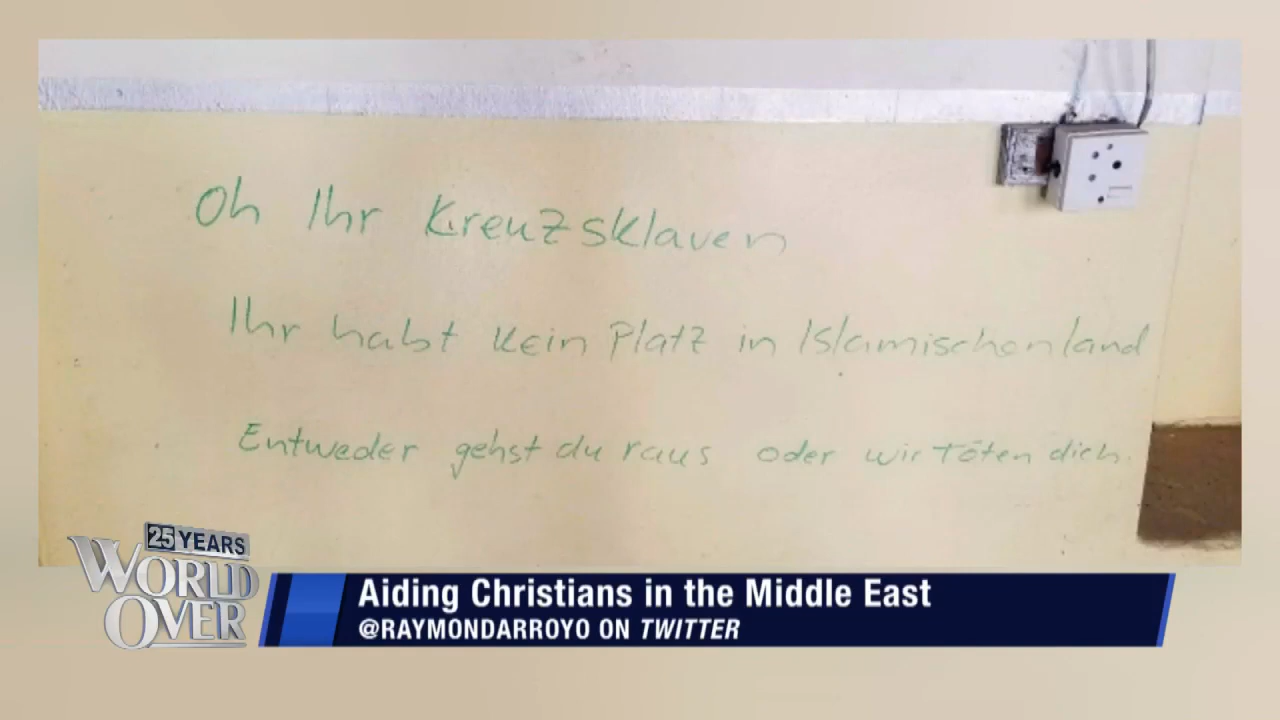 Oh Ihr Kreuzsklaven
Ihr habt kein Platz in Islamischenland
Entweder gehst du raus oder wir Töten dich.
25 YEARS
WORLD
OVER
Aiding Christians in the Middle East
@RAYMONDARROYO ON TWITTER